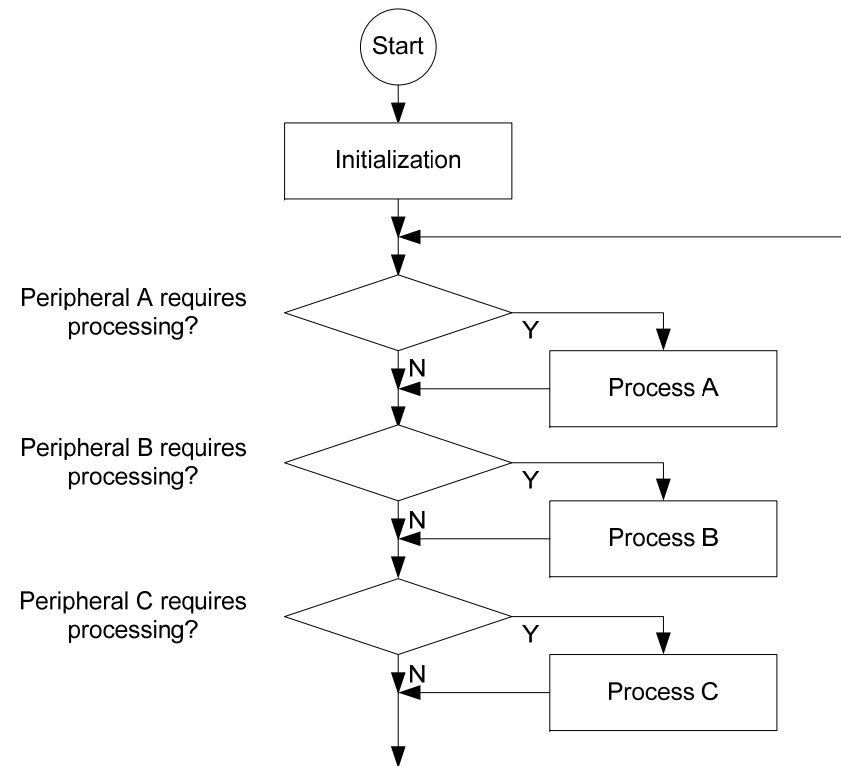 Start
Initialization
Peripheral A requires
processing?
Y
N
Process A
Peripheral B requires
processing?
Y
N
Process B
Peripheral C requires
processing?
Y
N
Process C